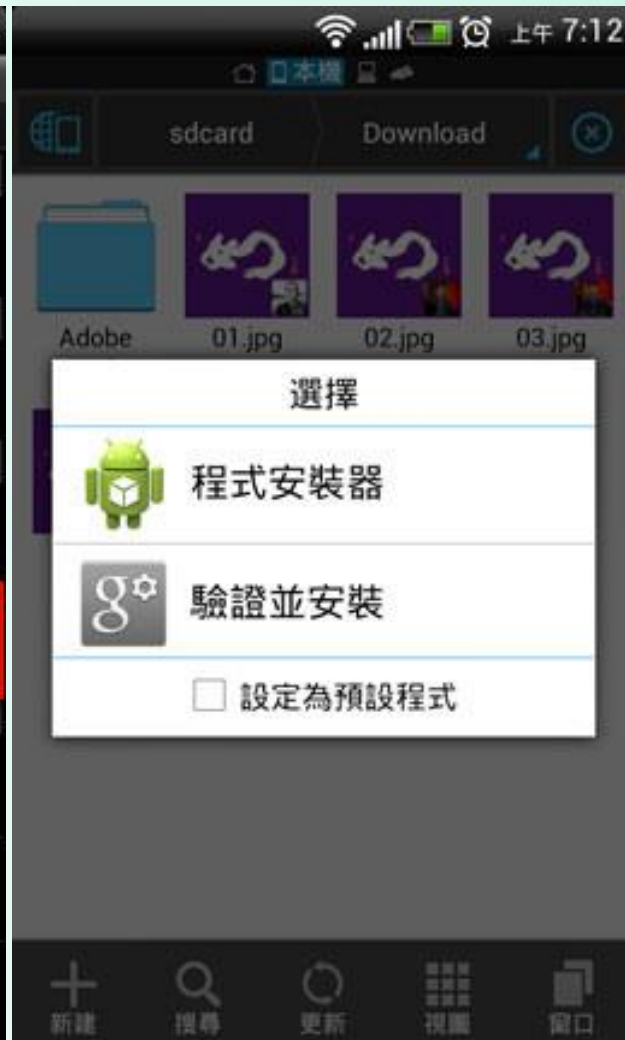 上午 7:12
本機
sdcard Download
Adobe 01.jpg 02.jpg 03.jpg
選擇
程式安裝器
g 驗證並安裝
設定為預設程式
新建 搜尋 更新 視圖 窗口